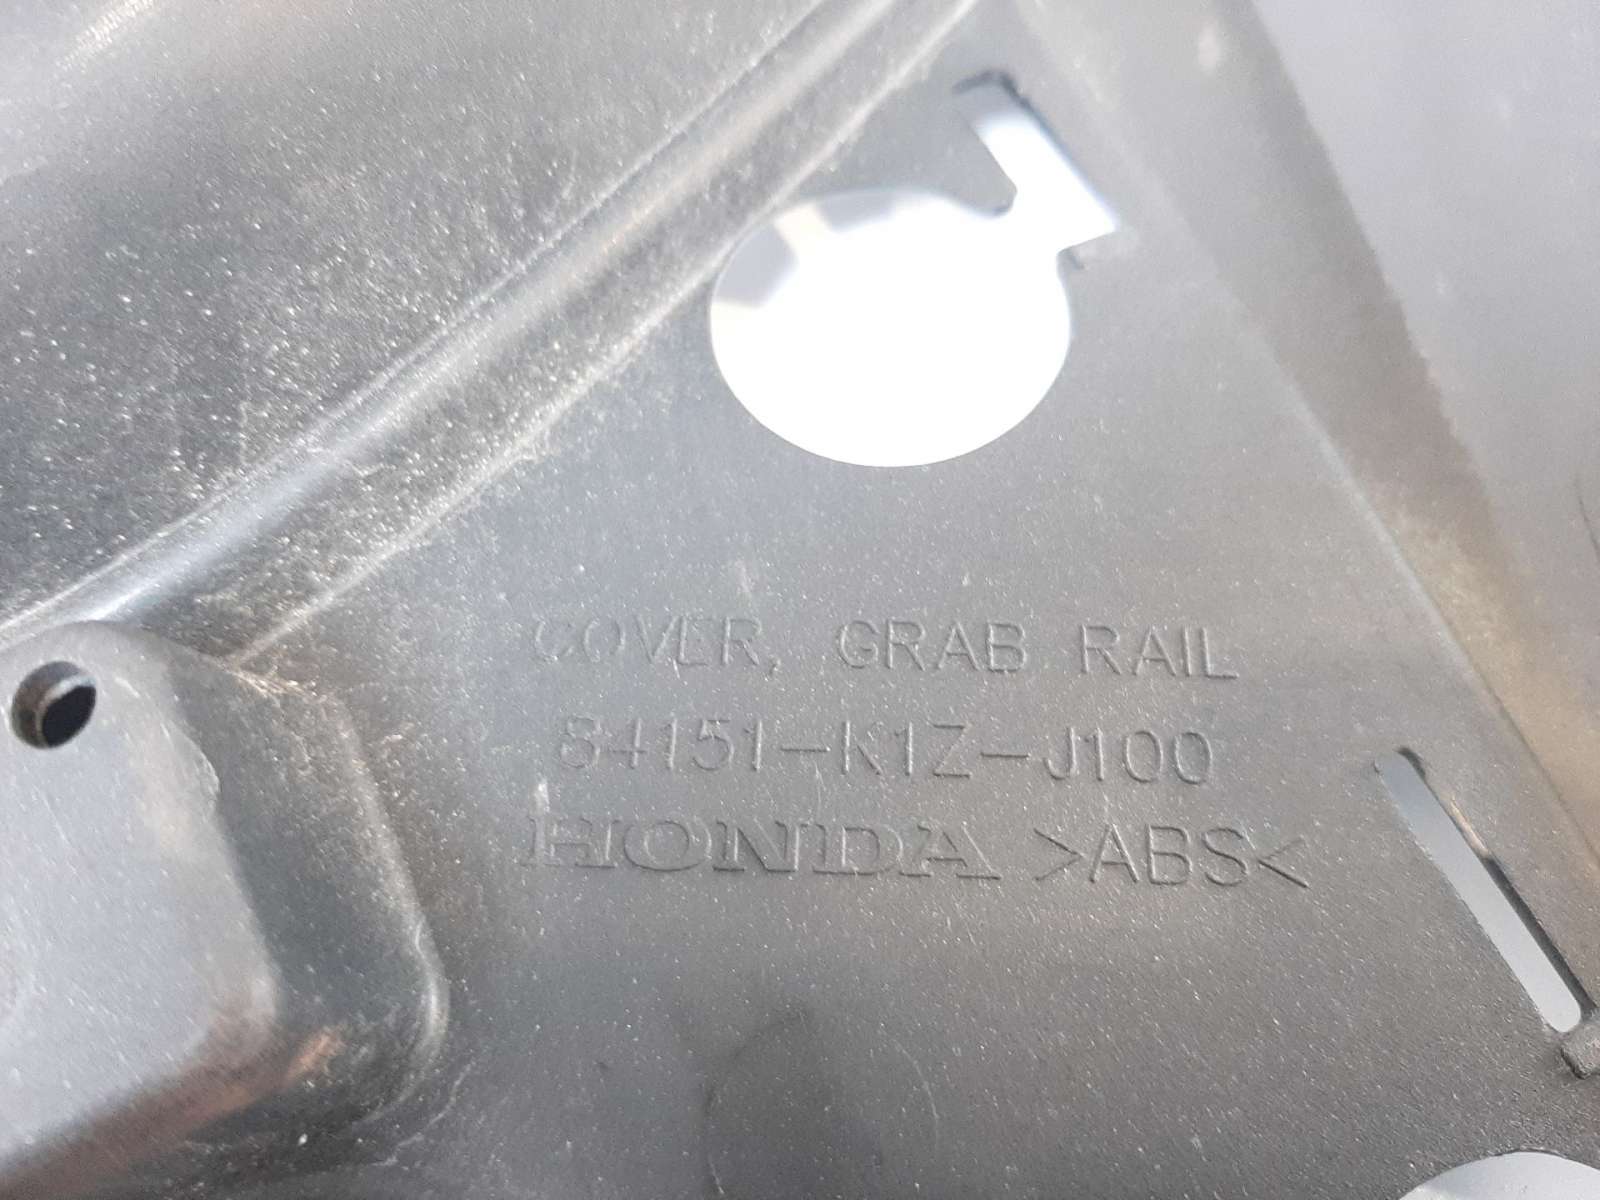 COVER, GRAB RAIL
84151-K1Z-J100
HONDA >ABS<